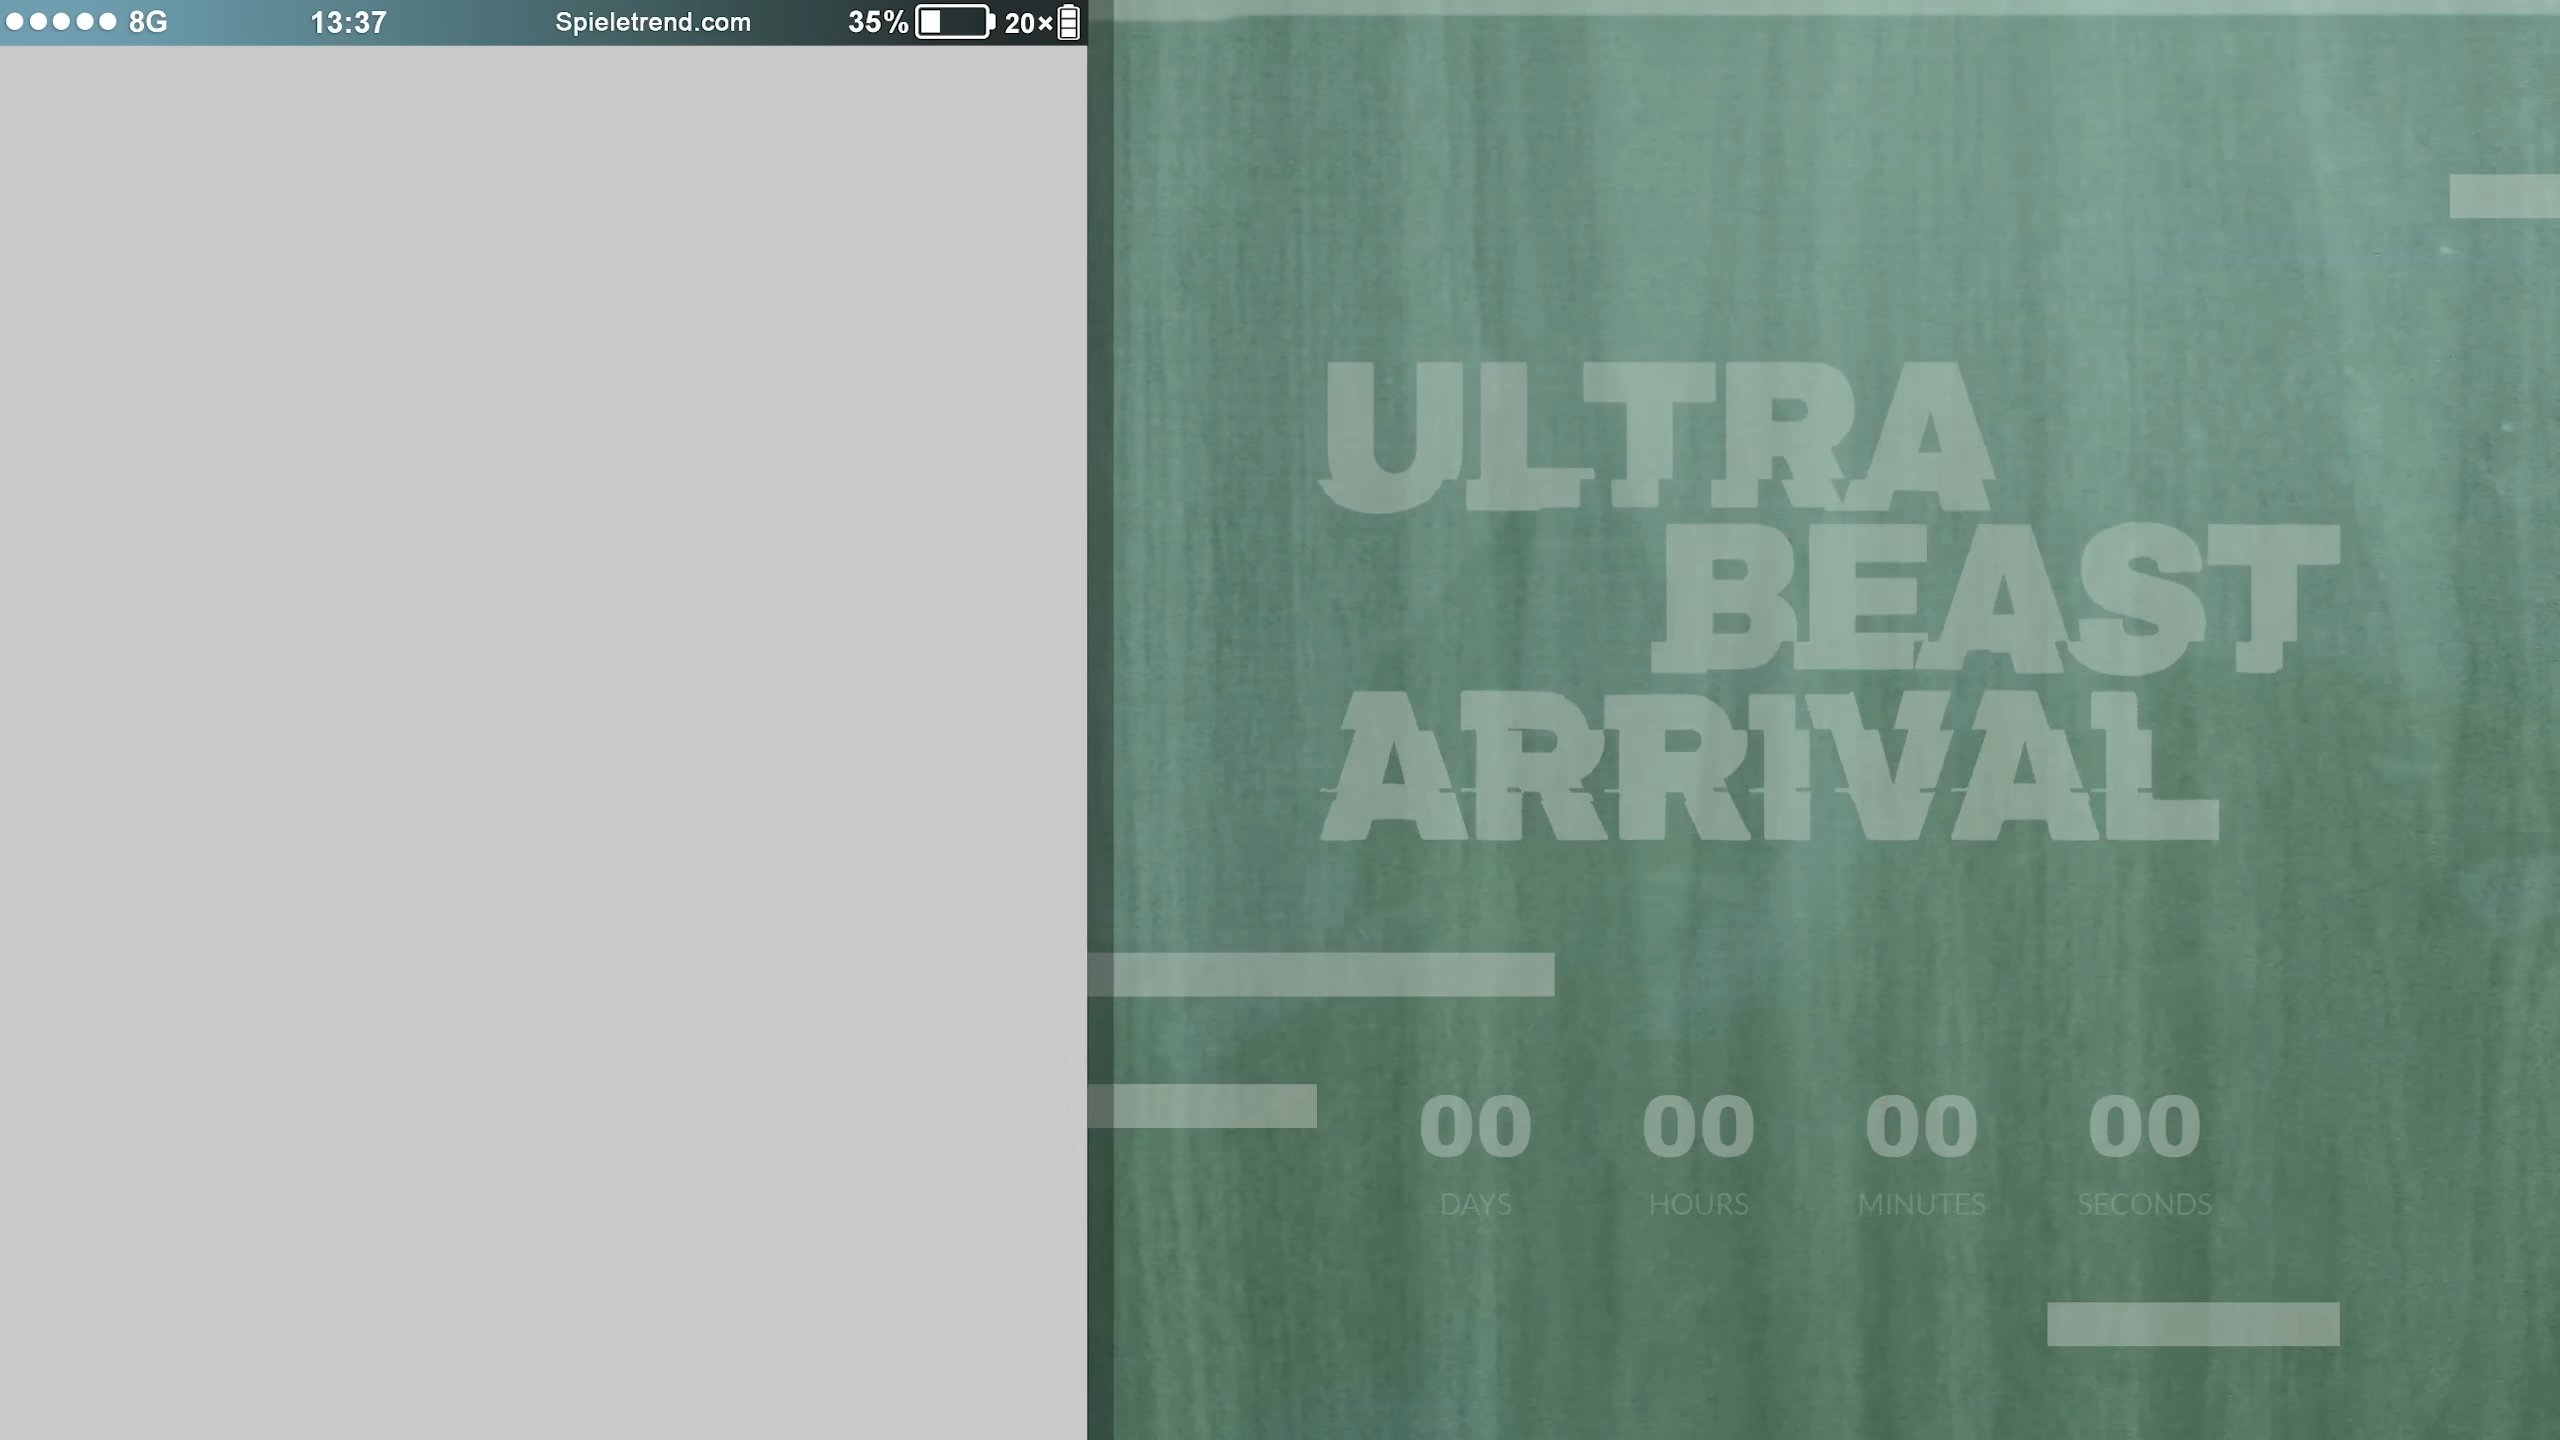 8G 13:37 Spieletrend.com 35% 20×
ULTRA
BEAST
ARRIVAL
00 00 00 00
DAYS HOURS MINUTES SECONDS